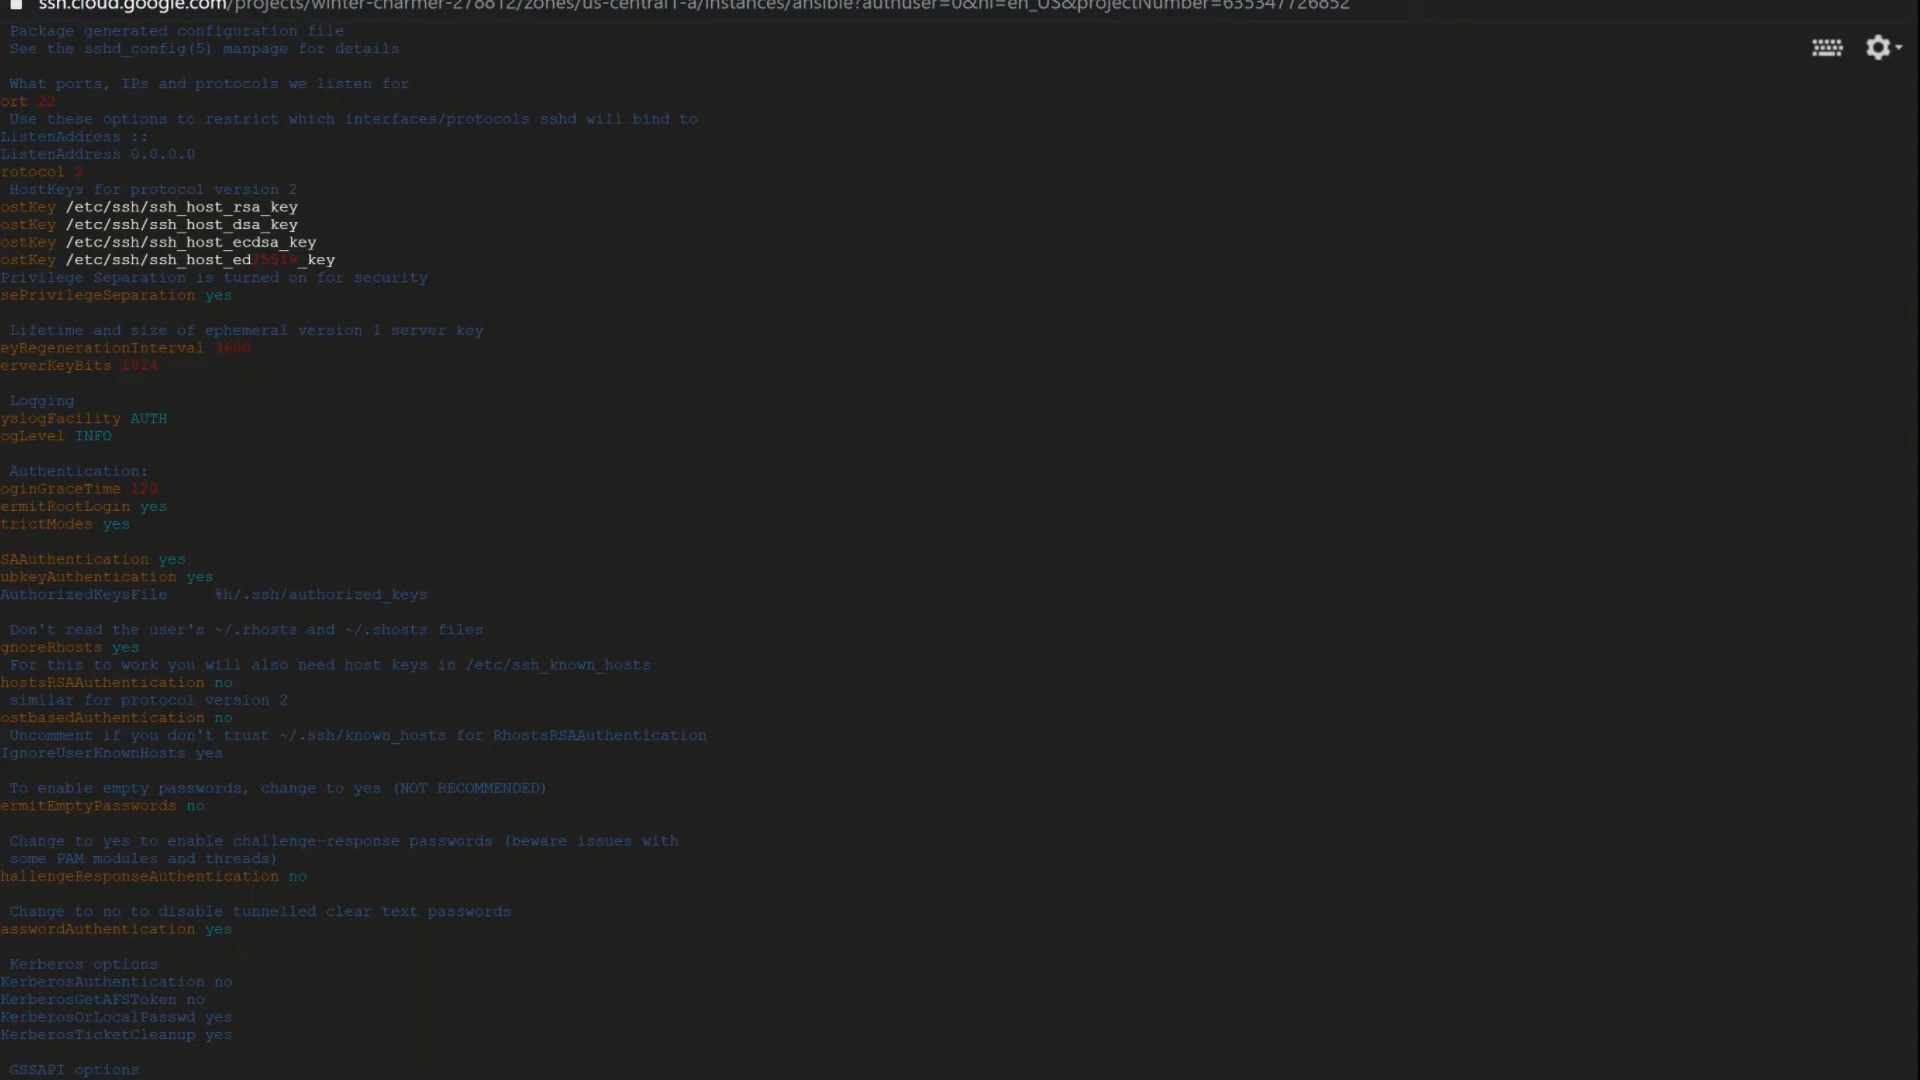 ssh.cloud.google.com/projects/winter-charmer-278812/zones/us-central1-a/instances/ansible?authuser=0&hl=en_US&projectNumber=635347726852
Package generated configuration file
See the sshd_config(5) manpage for details
What ports, IPs and protocols we listen for
ort 22
Use these options to restrict which interfaces/protocols sshd will bind to
ListenAddress ::
ListenAddress 0.0.0.0
rotocol 2
HostKeys for protocol version 2
ostKey /etc/ssh/ssh_host_rsa_key
ostKey /etc/ssh/ssh_host_dsa_key
ostKey /etc/ssh/ssh_host_ecdsa_key
ostKey /etc/ssh/ssh_host_ed25519_key
Privilege Separation is turned on for security
sePrivilegeSeparation yes
Lifetime and size of ephemeral version 1 server key
eyRegenerationInterval 3600
erverKeyBits 1024
Logging
yslogFacility AUTH
ogLevel INFO
Authentication:
oginGraceTime 120
ermitRootLogin yes
trictModes yes
SAAuthentication yes
ubkeyAuthentication yes
AuthorizedKeysFile %h/.ssh/authorized_keys
Don't read the user's ~/.rhosts and ~/.shosts files
gnoreRhosts yes
For this to work you will also need host keys in /etc/ssh_known_hosts
hostsRSAAuthentication no
similar for protocol version 2
ostbasedAuthentication no
Uncomment if you don't trust ~/.ssh/known_hosts for RhostsRSAAuthentication
IgnoreUserKnownHosts yes
To enable empty passwords, change to yes (NOT RECOMMENDED)
ermitEmptyPasswords no
Change to yes to enable challenge-response passwords (beware issues with
some PAM modules and threads)
hallengeResponseAuthentication no
Change to no to disable tunnelled clear text passwords
asswordAuthentication yes
Kerberos options
KerberosAuthentication no
KerberosGetAFSToken no
KerberosOrLocalPasswd yes
KerberosTicketCleanup yes
GSSAPI options